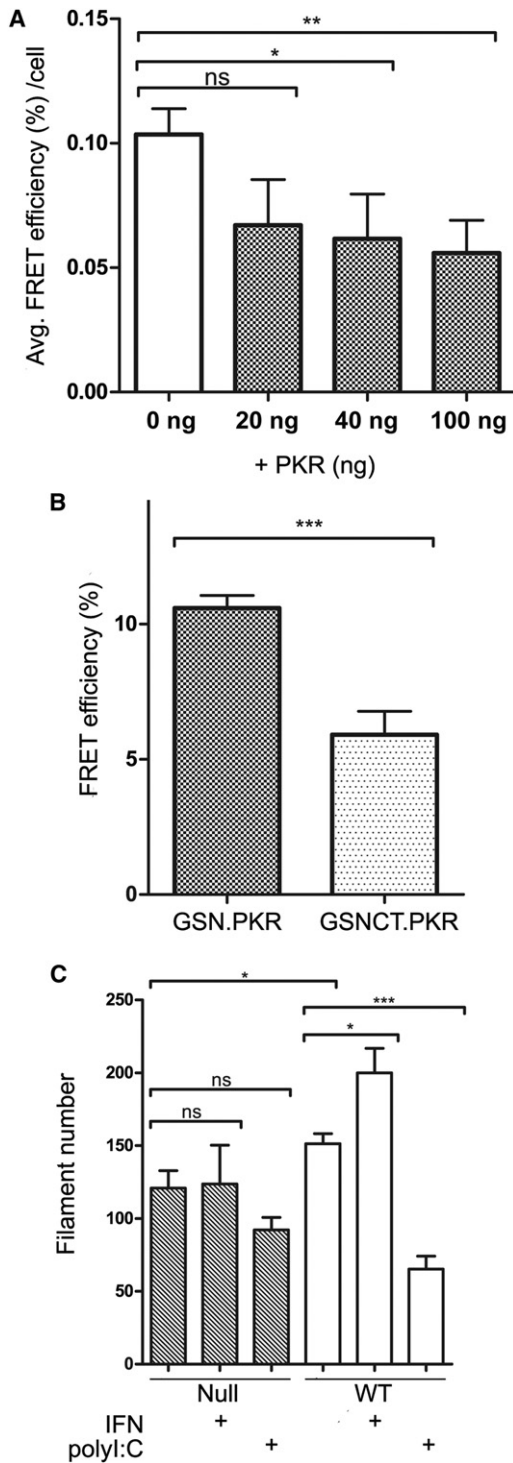 A
Avg. FRET efficiency (%) /cell
0.15
0.10
0.05
0.00
**
*
ns
0 ng 20 ng 40 ng 100 ng
+ PKR (ng)
B
FRET efficiency (%)
10
5
0
***
GSN.PKR GSNCT.PKR
C
Filament number
250
200
150
100
50
0
*
***
*
ns
ns
Null WT
IFN + +
polyI:C + +